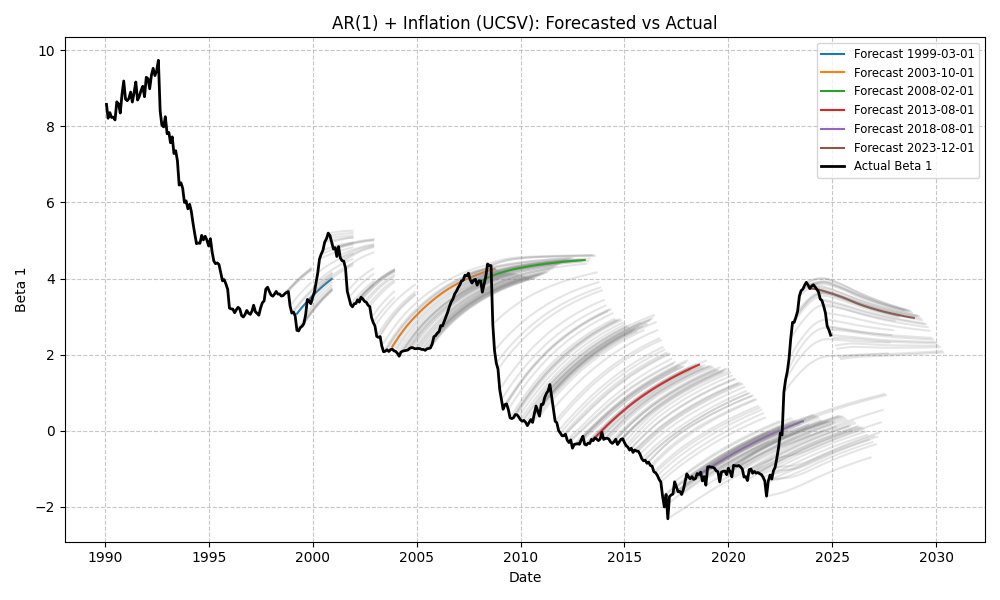 AR(1) + Inflation (UCSV): Forecasted vs Actual
Forecast 1999-03-01
Forecast 2003-10-01
Forecast 2008-02-01
Forecast 2013-08-01
Forecast 2018-08-01
Forecast 2023-12-01
Actual Beta 1
Beta 1
10
8
6
4
2
0
−2
1990
1995
2000
2005
2010
2015
2020
2025
2030
Date